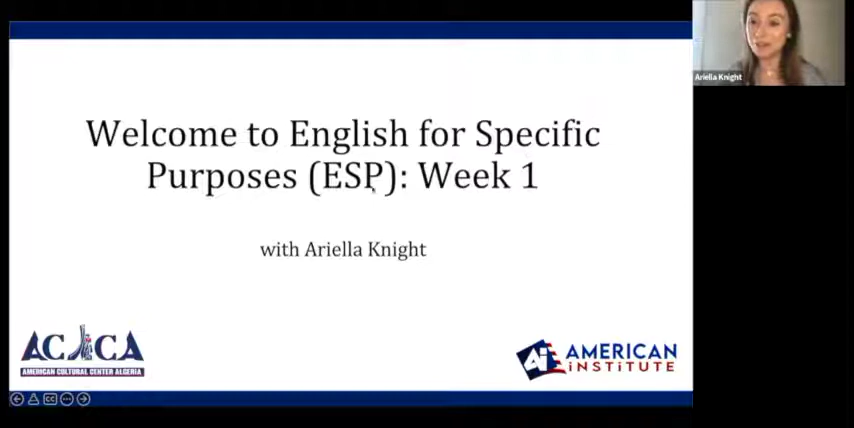 Welcome to English for Specific
Purposes (ESP): Week 1
with Ariella Knight
ACCA
AMERICAN CULTURAL CENTER ALGERIA
Ai AMERICAN
INSTITUTE
Ariella Knight
CC